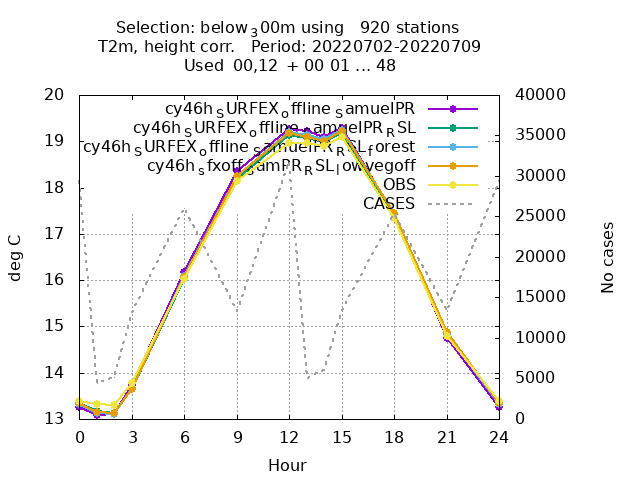 Selection: below_300m using   920 stations
T2m, height corr.   Period: 20220702-20220709
Used  00,12  + 00 01 ... 48
cy46h_SURFEX_offline_SamuelPR
cy46h_SURFEX_offline_SamuelPR_RSL
cy46h_SURFEX_offline_SamuelPR_RSL_forest
cy46h_sfxoff_SamPR_RSL_lowvegoff
OBS
CASES
20
19
18
17
16
15
14
13
deg C
40000
35000
30000
25000
20000
15000
10000
5000
0
No cases
0 3 6 9 12 15 18 21 24
Hour